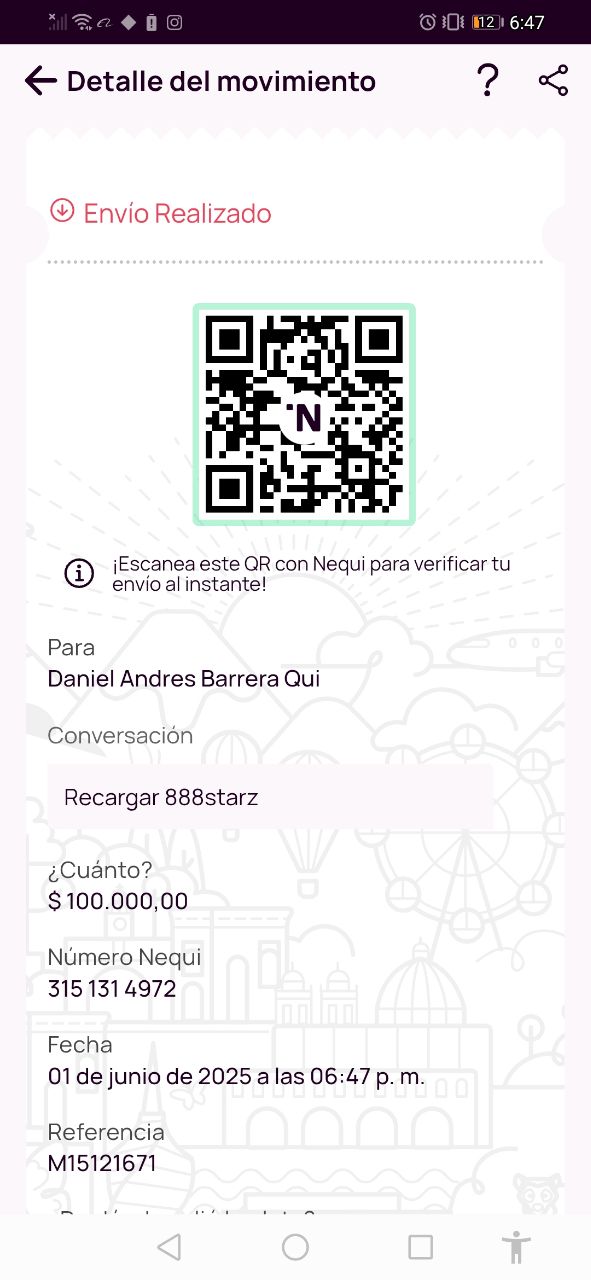 12 6:47
Detalle del movimiento ?
Envío Realizado
N
¡Escanea este QR con Nequi para verificar tu
envío al instante!
Para
Daniel Andres Barrera Qui
Conversación
Recargar 888starz
¿Cuánto?
$ 100.000,00
Número Nequi
315 131 4972
Fecha
01 de junio de 2025 a las 06:47 p. m.
Referencia
M15121671